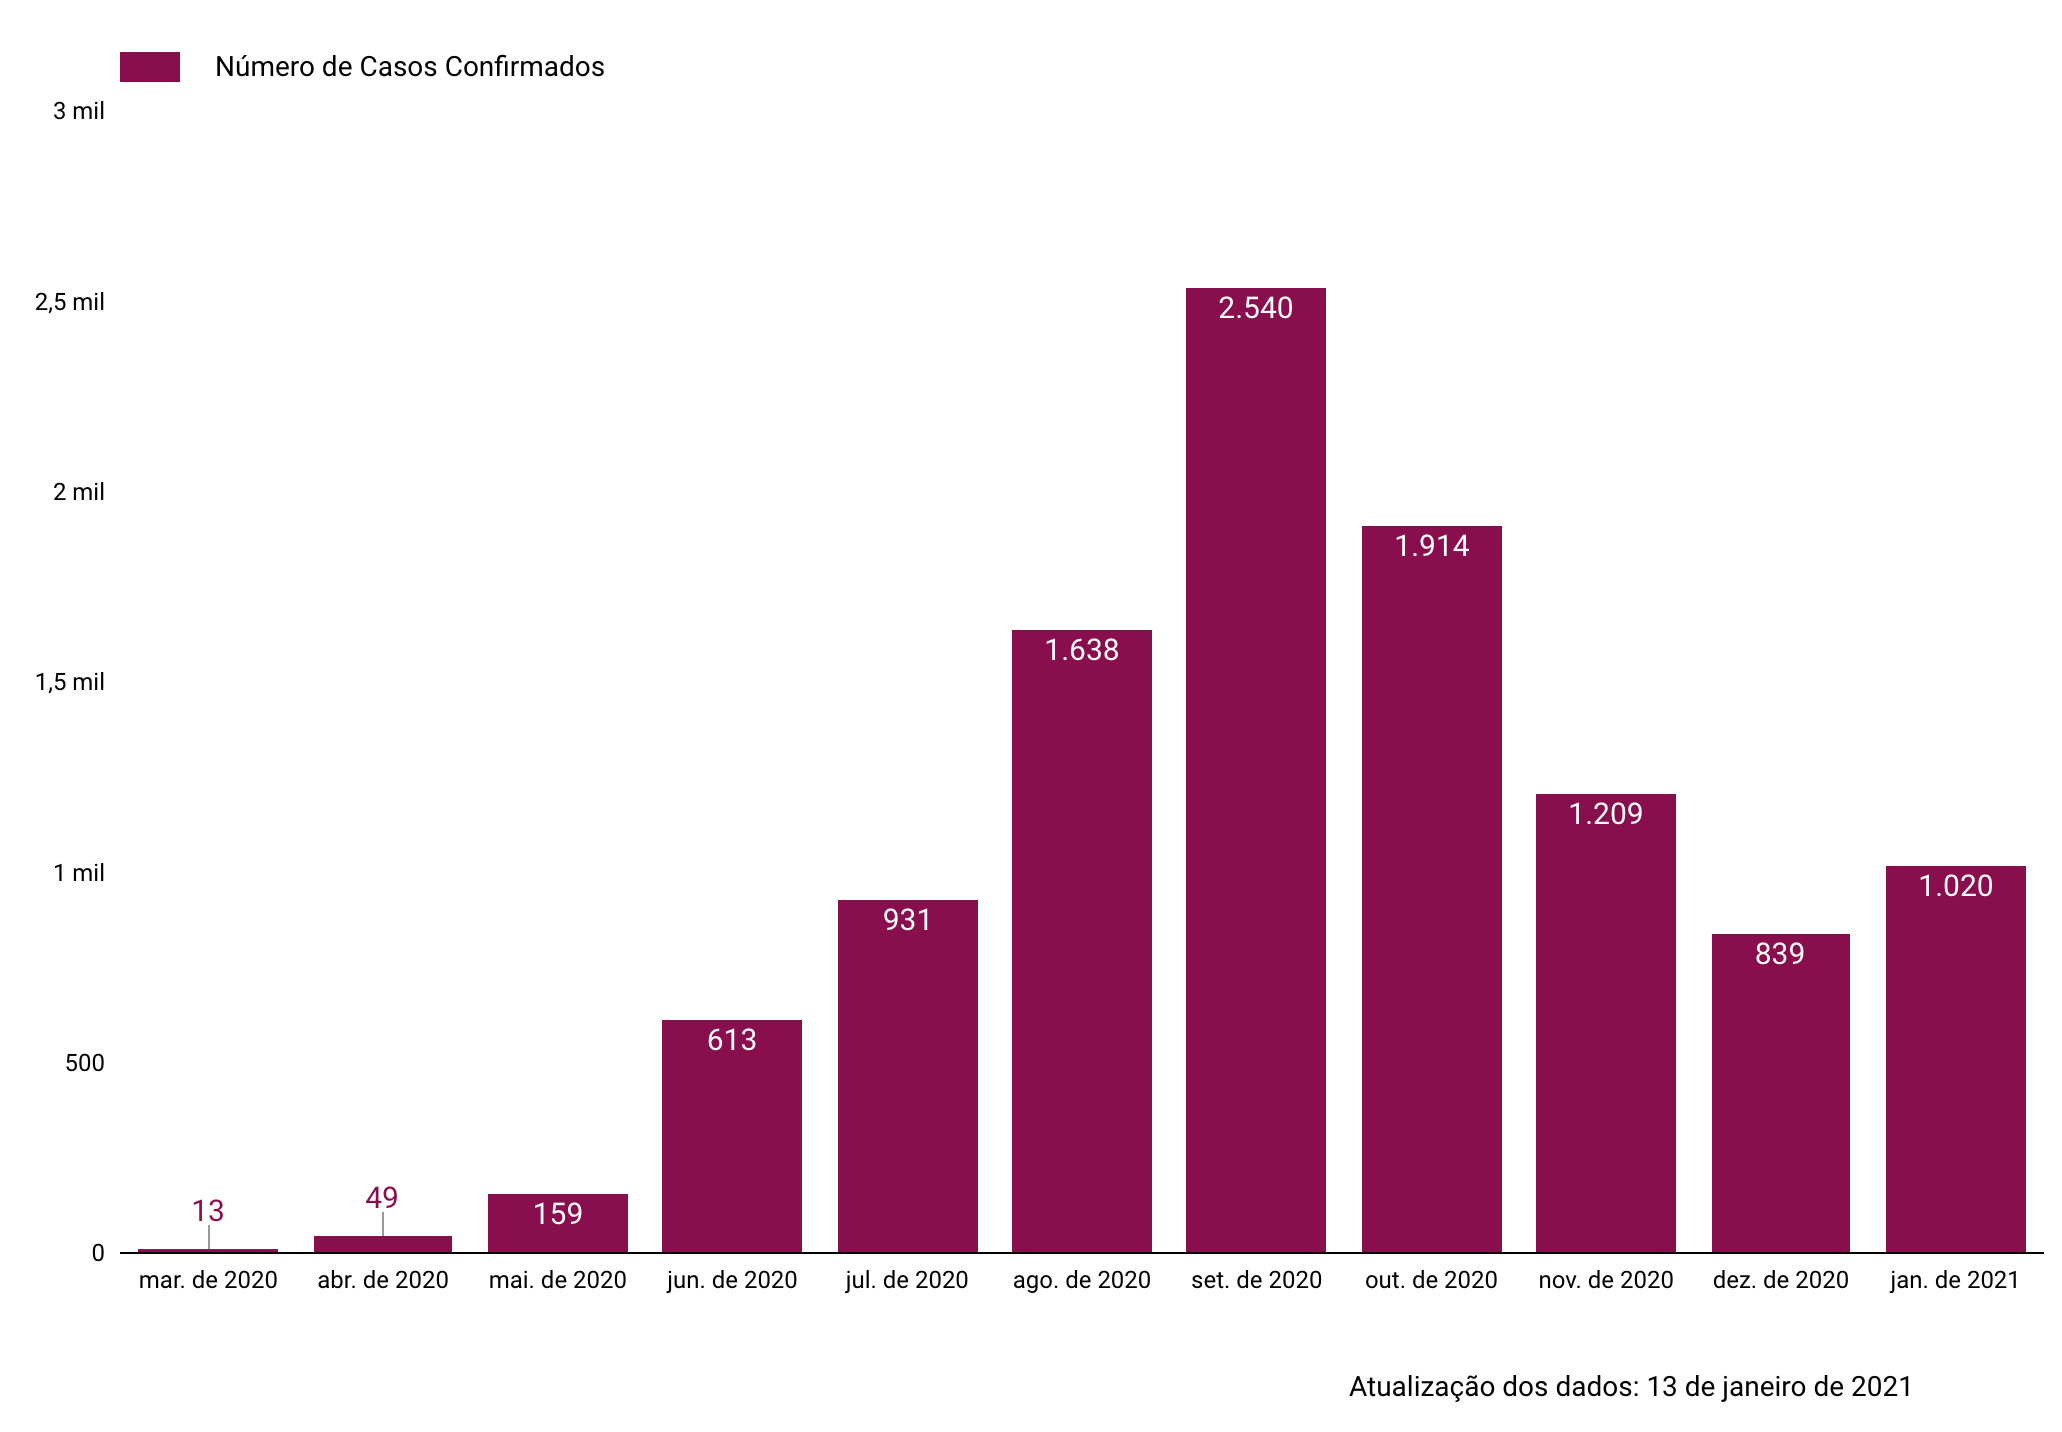 Número de Casos Confirmados
3 mil
2,5 mil
2 mil
1,5 mil
1 mil
500
0
13
49
159
613
931
1.638
2.540
1.914
1.209
839
1.020
mar. de 2020
abr. de 2020
mai. de 2020
jun. de 2020
jul. de 2020
ago. de 2020
set. de 2020
out. de 2020
nov. de 2020
dez. de 2020
jan. de 2021
Atualização dos dados: 13 de janeiro de 2021